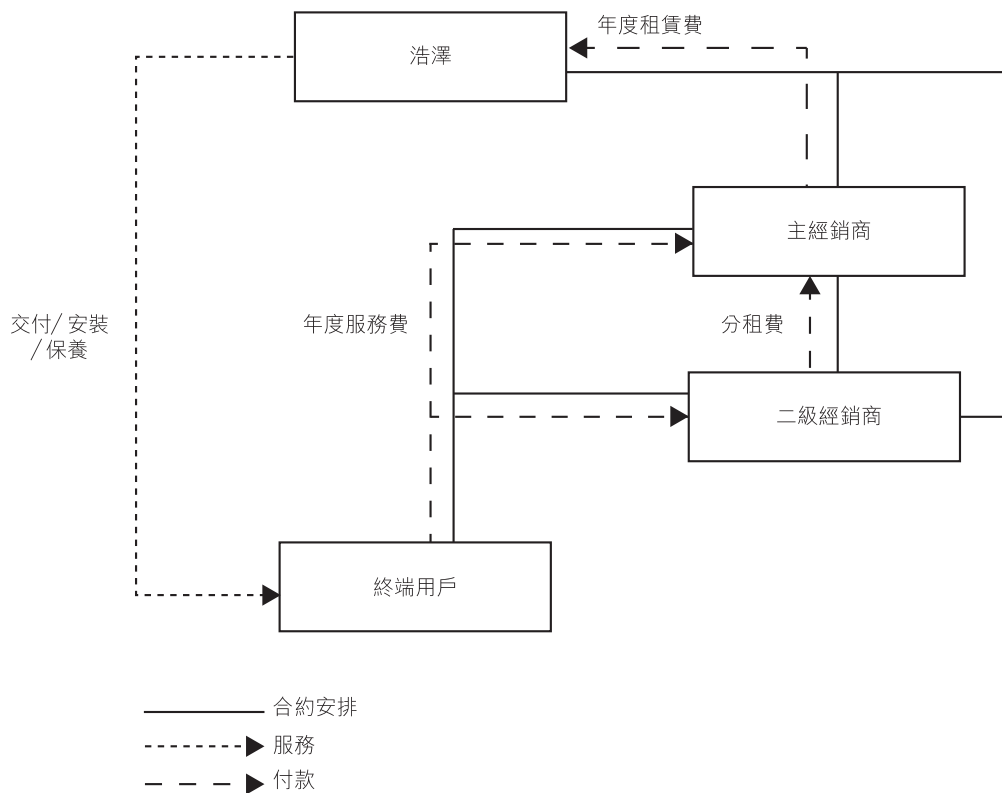 年度租賃費
浩澤
主經銷商
交付/安裝
/保養
年度服務費
分租費
二級經銷商
終端用戶
合約安排
服務
付款